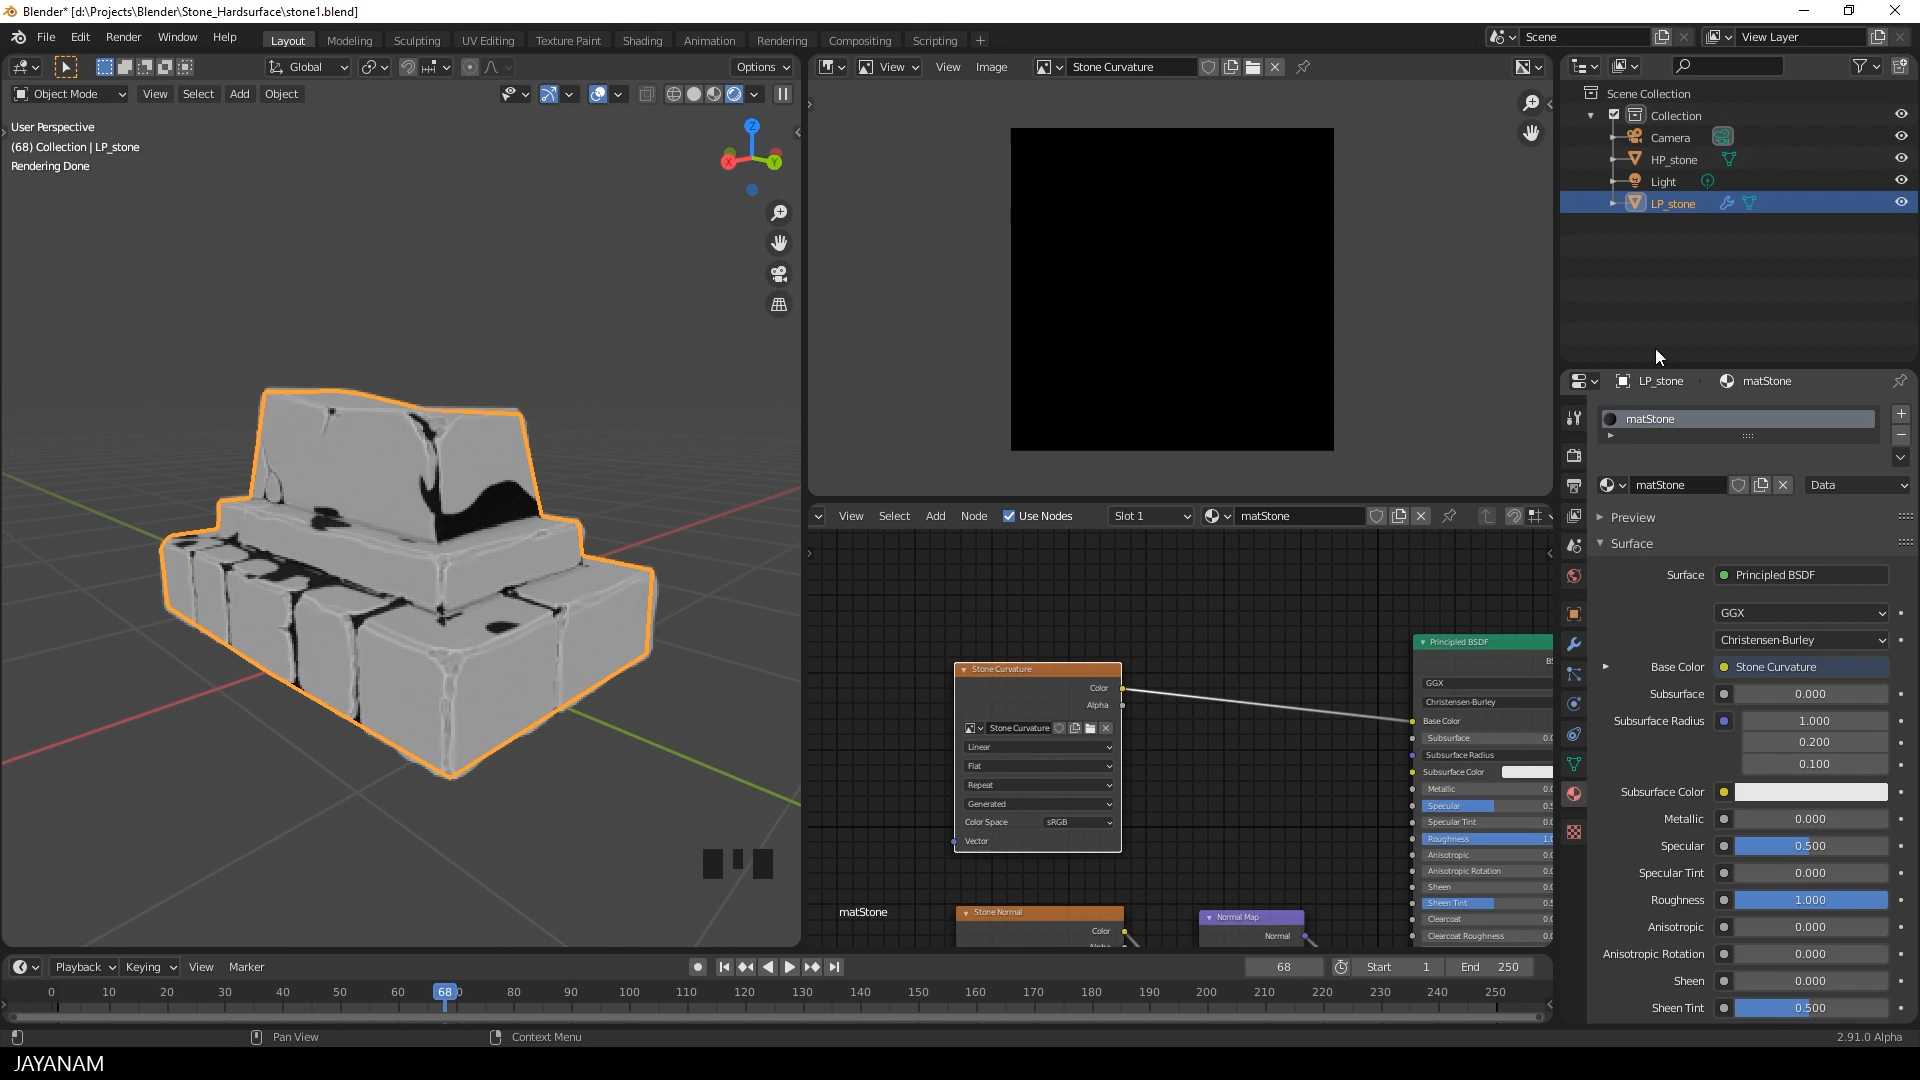 Blender* [d:\Projects\Blender\Stone_Hardsurface\stone1.blend]
File Edit Render Window Help
Layout Modeling Sculpting UV Editing Texture Paint Shading Animation Rendering Compositing Scripting +
Scene
View Layer
Global
Options
View View Image Stone Curvature
Object Mode View Select Add Object
User Perspective
(68) Collection | LP_stone
Rendering Done
Z
X
Y
Scene Collection
Collection
Camera
HP_stone
Light
LP_stone
LP_stone matStone
matStone
matStone Data
Preview
Surface
Surface Principled BSDF
GGX
Christensen-Burley
Base Color Stone Curvature
Subsurface 0.000
Subsurface Radius 1.000
0.200
0.100
Subsurface Color
Metallic 0.000
Specular 0.500
Specular Tint 0.000
Roughness 1.000
Anisotropic 0.000
Anisotropic Rotation 0.000
Sheen 0.000
Sheen Tint 0.500
View Select Add Node Use Nodes Slot 1 matStone
Stone Curvature
Color
Alpha
Stone Curvature
Linear
Flat
Repeat
Generated
Color Space sRGB
Vector
Principled BSDF
GGX
Christensen-Burley
Base Color
Subsurface
Subsurface Radius
Subsurface Color
Metallic
Specular
Specular Tint
Roughness
Anisotropic
Anisotropic Rotation
Sheen
Sheen Tint
Clearcoat
Clearcoat Roughness
matStone
Stone Normal
Color
Normal Map
Normal
Playback Keying View Marker
68 Start 1 End 250
0 10 20 30 40 50 60 68 80 90 100 110 120 130 140 150 160 170 180 190 200 210 220 230 240 250
Pan View Context Menu 2.91.0 Alpha
JAYANAM